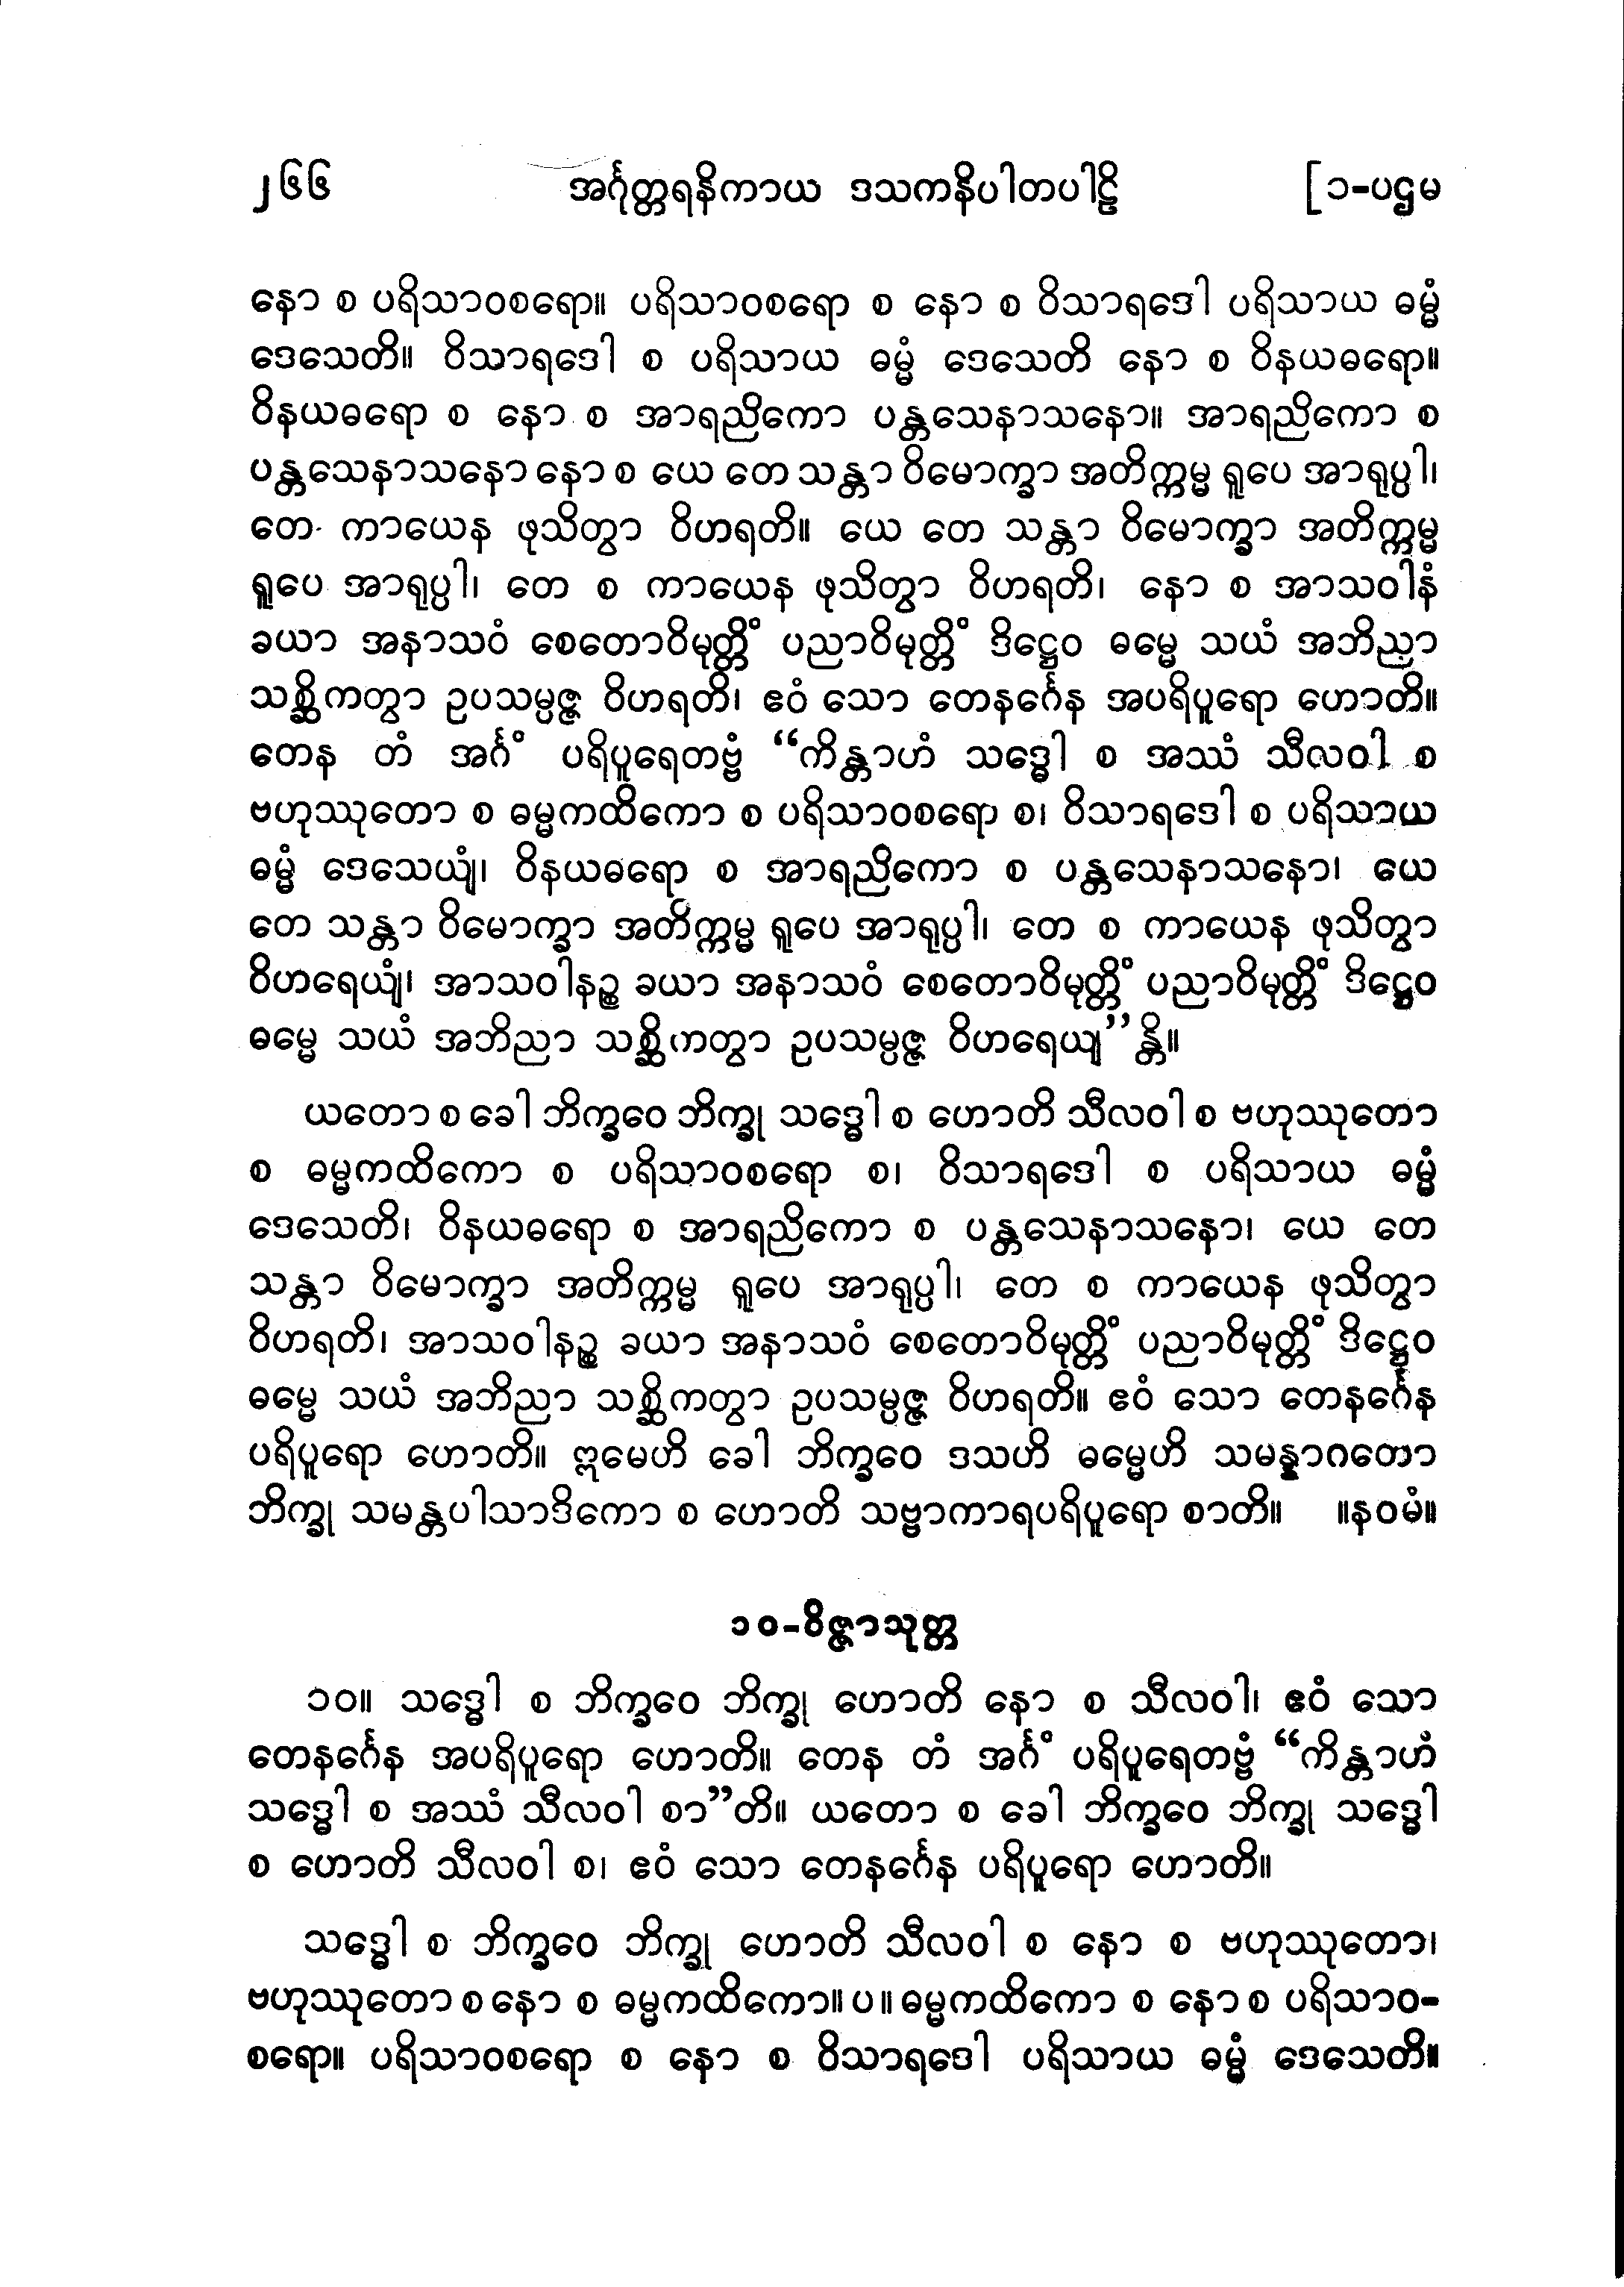 ၂၆၆ အင်္ဂုတ္တရနိကာယ ဒသကနိပါတပါဠိ [၁-ပဌမ
နော စ ပရိသာဝစရော။ ပရိသာဝစရော စ နော စ ဝိသာရဒေါ ပရိသာယ ဓမ္မံ
ဒေသေတိ။ ဝိသာရဒေါ စ ပရိသာယ ဓမ္မံ ဒေသေတိ နော စ ဝိနယဓရော။
ဝိနယဓရော စ နော စ အာရညိကော ပန္တသေနာသနော။ အာရညိကော စ
ပန္တသေနာသနော နော စ ယေ တေ သန္တာ ဝိမောက္ခာ အတိက္ကမ္မ ရူပေ အာရုပ္ပါ၊
တေ ကာယေန ဖုသိတွာ ဝိဟရတိ။ ယေ တေ သန္တာ ဝိမောက္ခာ အတိက္ကမ္မ
ရူပေ အာရုပ္ပါ၊ တေ စ ကာယေန ဖုသိတွာ ဝိဟရတိ၊ နော စ အာသဝါနံ
ခယာ အနာသဝံ စေတောဝိမုတ္တိံ ပညာဝိမုတ္တိံ ဒိဋ္ဌေဝ ဓမ္မေ သယံ အဘိညာ
သစ္ဆိကတွာ ဥပသမ္ပဇ္ဇ ဝိဟရတိ၊ ဧဝံ သော တေနင်္ဂေန အပရိပူရော ဟောတိ။
တေန တံ အင်္ဂံ ပရိပူရေတဗ္ဗံ “ကိန္တာဟံ သဒ္ဓေါ စ အဿံ သီလဝါ စ
ဗဟုဿုတော စ ဓမ္မကထိကော စ ပရိသာဝစရော စ၊ ဝိသာရဒေါ စ ပရိသာယ
ဓမ္မံ ဒေသေယျံ၊ ဝိနယဓရော စ အာရညိကော စ ပန္တသေနာသနော၊ ယေ
တေ သန္တာ ဝိမောက္ခာ အတိက္ကမ္မ ရူပေ အာရုပ္ပါ၊ တေ စ ကာယေန ဖုသိတွာ
ဝိဟရေယျံ၊ အာသဝါနဉ္စ ခယာ အနာသဝံ စေတောဝိမုတ္တိံ ပညာဝိမုတ္တိံ ဒိဋ္ဌေဝ
ဓမ္မေ သယံ အဘိညာ သစ္ဆိကတွာ ဥပသမ္ပဇ္ဇ ဝိဟရေယျ”န္တိ။
ယတော စ ခေါ ဘိက္ခဝေ ဘိက္ခု သဒ္ဓေါ စ ဟောတိ သီလဝါ စ ဗဟုဿုတော
စ ဓမ္မကထိကော စ ပရိသာဝစရော စ၊ ဝိသာရဒေါ စ ပရိသာယ ဓမ္မံ
ဒေသေတိ၊ ဝိနယဓရော စ အာရညိကော စ ပန္တသေနာသနော၊ ယေ တေ
သန္တာ ဝိမောက္ခာ အတိက္ကမ္မ ရူပေ အာရုပ္ပါ၊ တေ စ ကာယေန ဖုသိတွာ
ဝိဟရတိ၊ အာသဝါနဉ္စ ခယာ အနာသဝံ စေတောဝိမုတ္တိံ ပညာဝိမုတ္တိံ ဒိဋ္ဌေဝ
ဓမ္မေ သယံ အဘိညာ သစ္ဆိကတွာ ဥပသမ္ပဇ္ဇ ဝိဟရတိ။ ဧဝံ သော တေနင်္ဂေန
ပရိပူရော ဟောတိ။ ဣမေဟိ ခေါ ဘိက္ခဝေ ဒသဟိ ဓမ္မေဟိ သမန္နာဂတော
ဘိက္ခု သမန္တပါသာဒိကော စ ဟောတိ သဗ္ဗာကာရပရိပူရော စာတိ။ ။နဝမံ။
၁၀-ဝိဇ္ဇာသုတ္တ
၁၀။ သဒ္ဓေါ စ ဘိက္ခဝေ ဘိက္ခု ဟောတိ နော စ သီလဝါ၊ ဧဝံ သော
တေနင်္ဂေန အပရိပူရော ဟောတိ။ တေန တံ အင်္ဂံ ပရိပူရေတဗ္ဗံ “ကိန္တာဟံ
သဒ္ဓေါ စ အဿံ သီလဝါ စာ”တိ။ ယတော စ ခေါ ဘိက္ခဝေ ဘိက္ခု သဒ္ဓေါ
စ ဟောတိ သီလဝါ စ၊ ဧဝံ သော တေနင်္ဂေန ပရိပူရော ဟောတိ။
သဒ္ဓေါ စ ဘိက္ခဝေ ဘိက္ခု ဟောတိ သီလဝါ စ နော စ ဗဟုဿုတော၊
ဗဟုဿုတော စ နော စ ဓမ္မကထိကော။ ပ။ ဓမ္မကထိကော စ နော စ ပရိသာဝ-
စရော။ ပရိသာဝစရော စ နော စ ဝိသာရဒေါ ပရိသာယ ဓမ္မံ ဒေသေတိ။